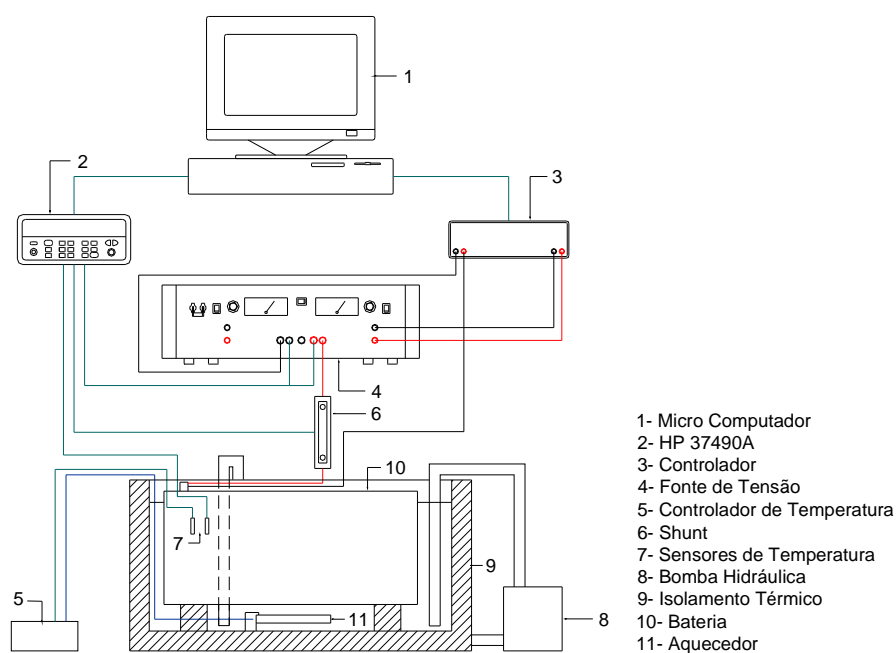 1
2
3
4
6
10
7
9
5
8
11
1- Micro Computador
2- HP 37490A
3- Controlador
4- Fonte de Tensão
5- Controlador de Temperatura
6- Shunt
7- Sensores de Temperatura
8- Bomba Hidráulica
9- Isolamento Térmico
10- Bateria
11- Aquecedor